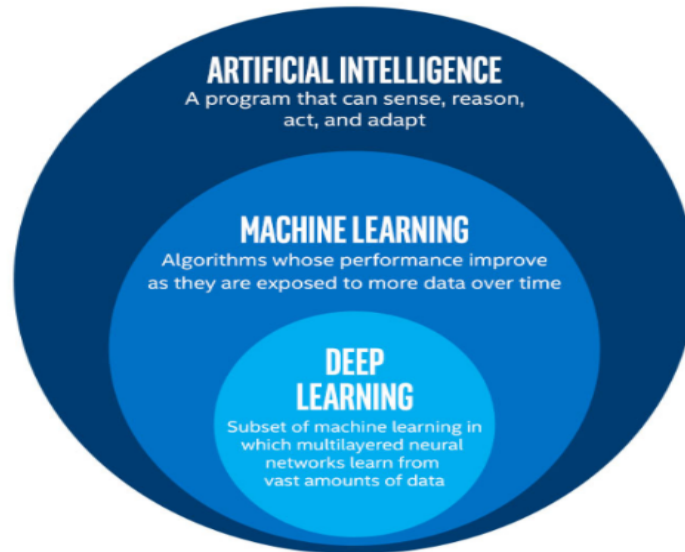 ARTIFICIAL INTELLIGENCE
A program that can sense, reason,
act, and adapt
MACHINE LEARNING
Algorithms whose performance improve
as they are exposed to more data over time
DEEP
LEARNING
Subset of machine learning in
which multilayered neural
networks learn from
vast amounts of data